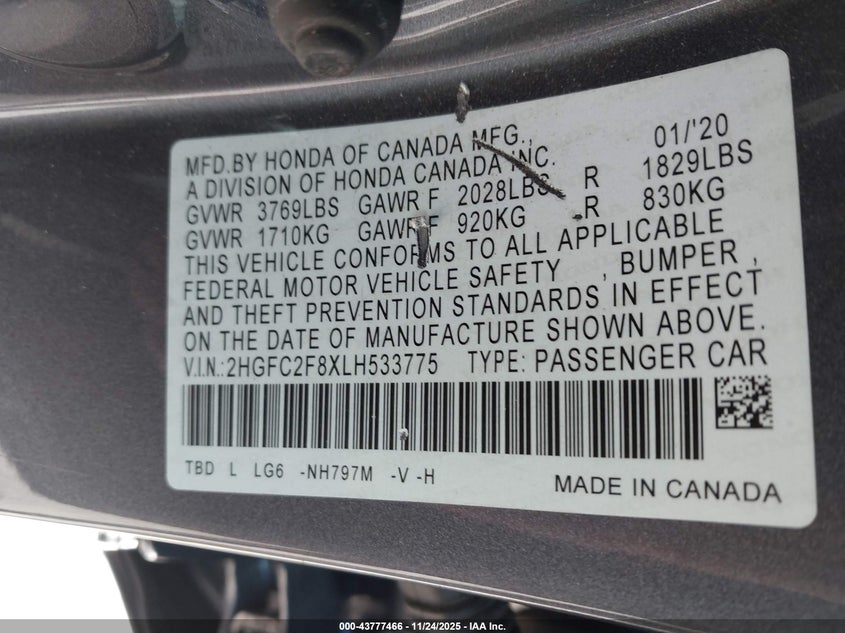 MFD.BY HONDA OF CANADA MFG., 01/'20
A DIVISION OF HONDA CANADA INC.
GVWR 3769LBS GAWR F 2028LBS R 1829LBS
GVWR 1710KG GAWR F 920KG R 830KG
THIS VEHICLE CONFORMS TO ALL APPLICABLE
FEDERAL MOTOR VEHICLE SAFETY , BUMPER ,
AND THEFT PREVENTION STANDARDS IN EFFECT
ON THE DATE OF MANUFACTURE SHOWN ABOVE.
V.I.N.:2HGFC2F8XLH533775 TYPE: PASSENGER CAR
TBD L LG6 -NH797M -V -H
MADE IN CANADA
000-43777466 | 11/24/2025 - IAA Inc.